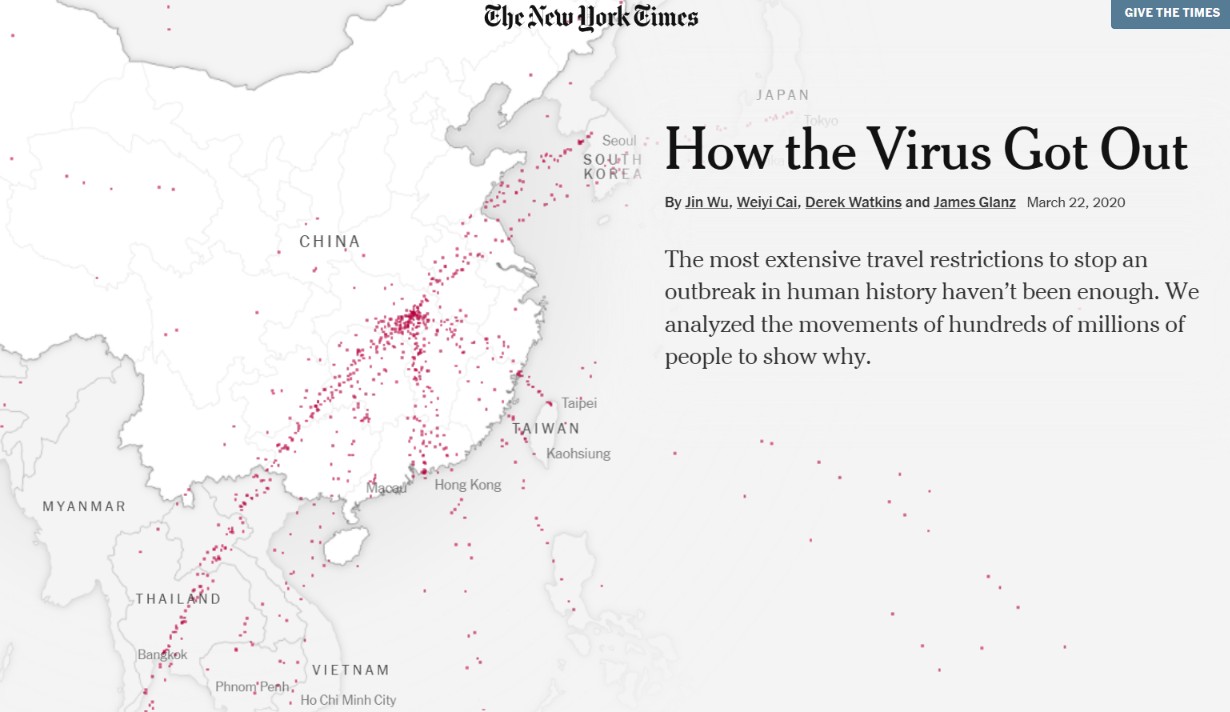 The New York Times
GIVE THE TIMES
JAPAN
Tokyo
Seoul
SOUTH
KOREA
How the Virus Got Out
By Jin Wu, Weiyi Cai, Derek Watkins and James Glanz March 22, 2020
CHINA
The most extensive travel restrictions to stop an
outbreak in human history haven’t been enough. We
analyzed the movements of hundreds of millions of
people to show why.
Taipei
TAIWAN
Kaohsiung
Macau
Hong Kong
MYANMAR
THAILAND
Bangkok
VIETNAM
Phnom Penh
Ho Chi Minh City